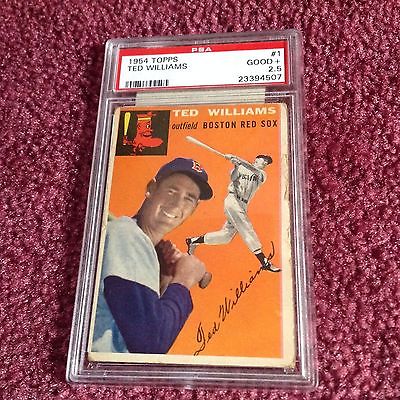 PSA
1954 TOPPS #1
TED WILLIAMS GOOD + 2.5
23394507
TED WILLIAMS
outfield BOSTON RED SOX
B
Ted Williams